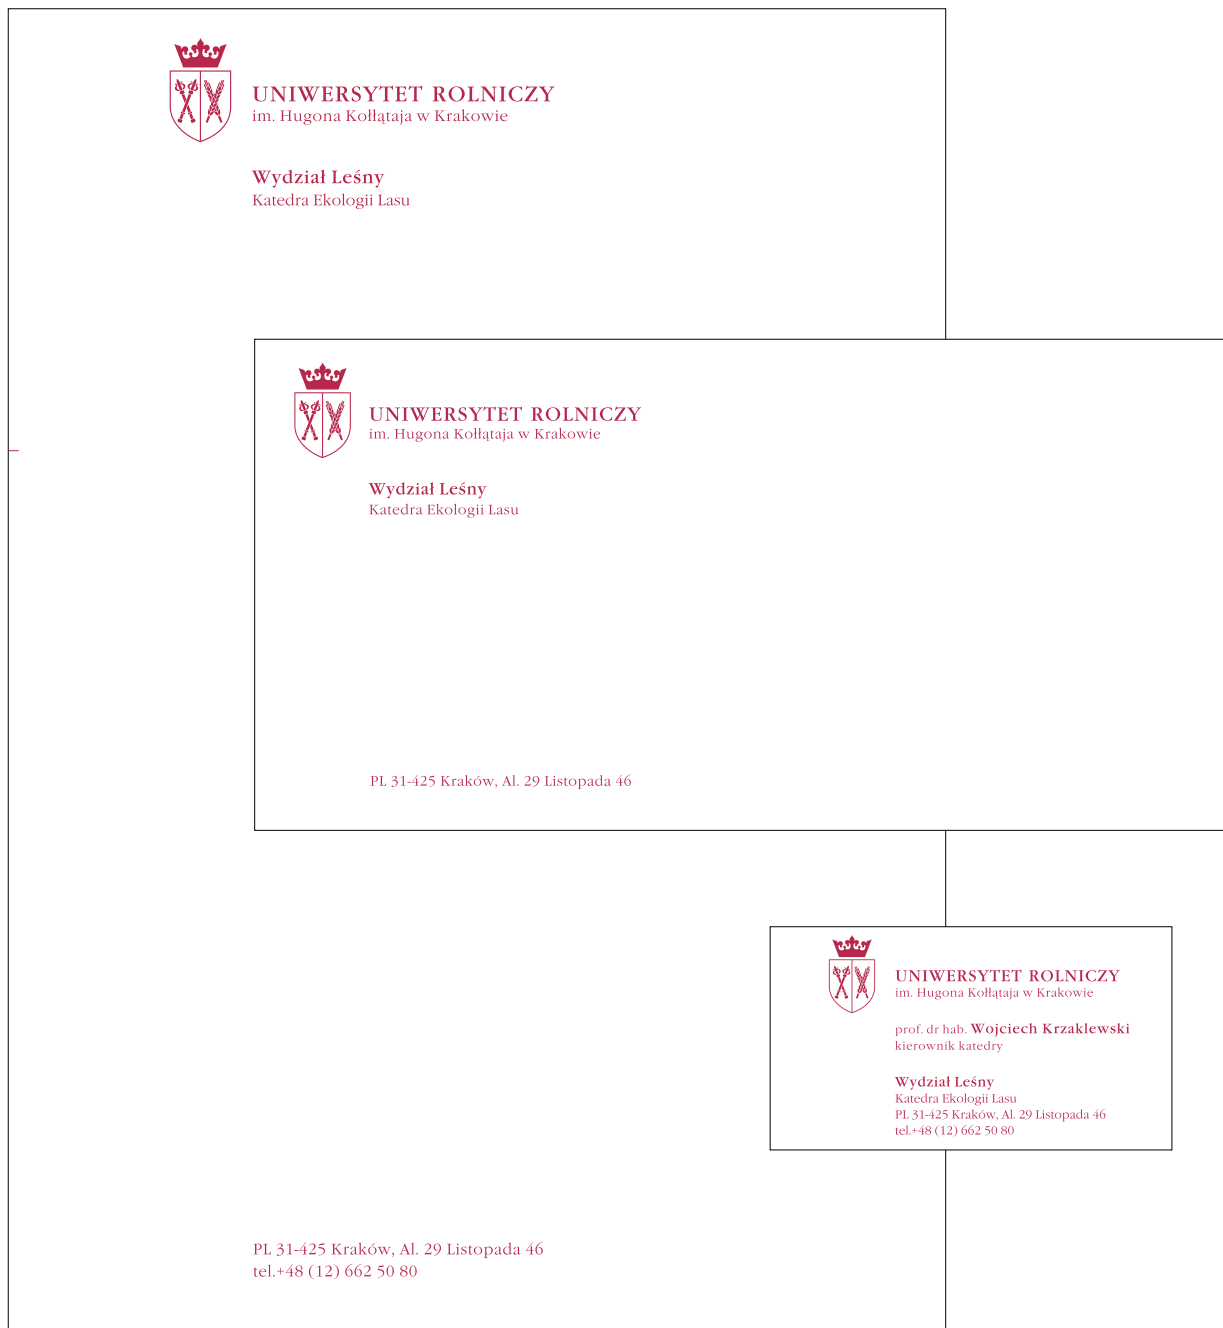 UNIWERSYTET ROLNICZY
im. Hugona Kołłątaja w Krakowie
Wydział Leśny
Katedra Ekologii Lasu
UNIWERSYTET ROLNICZY
im. Hugona Kołłątaja w Krakowie
Wydział Leśny
Katedra Ekologii Lasu
PL 31-425 Kraków, Al. 29 Listopada 46
UNIWERSYTET ROLNICZY
im. Hugona Kołłątaja w Krakowie
prof. dr hab. Wojciech Krzaklewski
kierownik katedry
Wydział Leśny
Katedra Ekologii Lasu
PL 31-425 Kraków, Al. 29 Listopada 46
tel.+48 (12) 662 50 80
PL 31-425 Kraków, Al. 29 Listopada 46
tel.+48 (12) 662 50 80